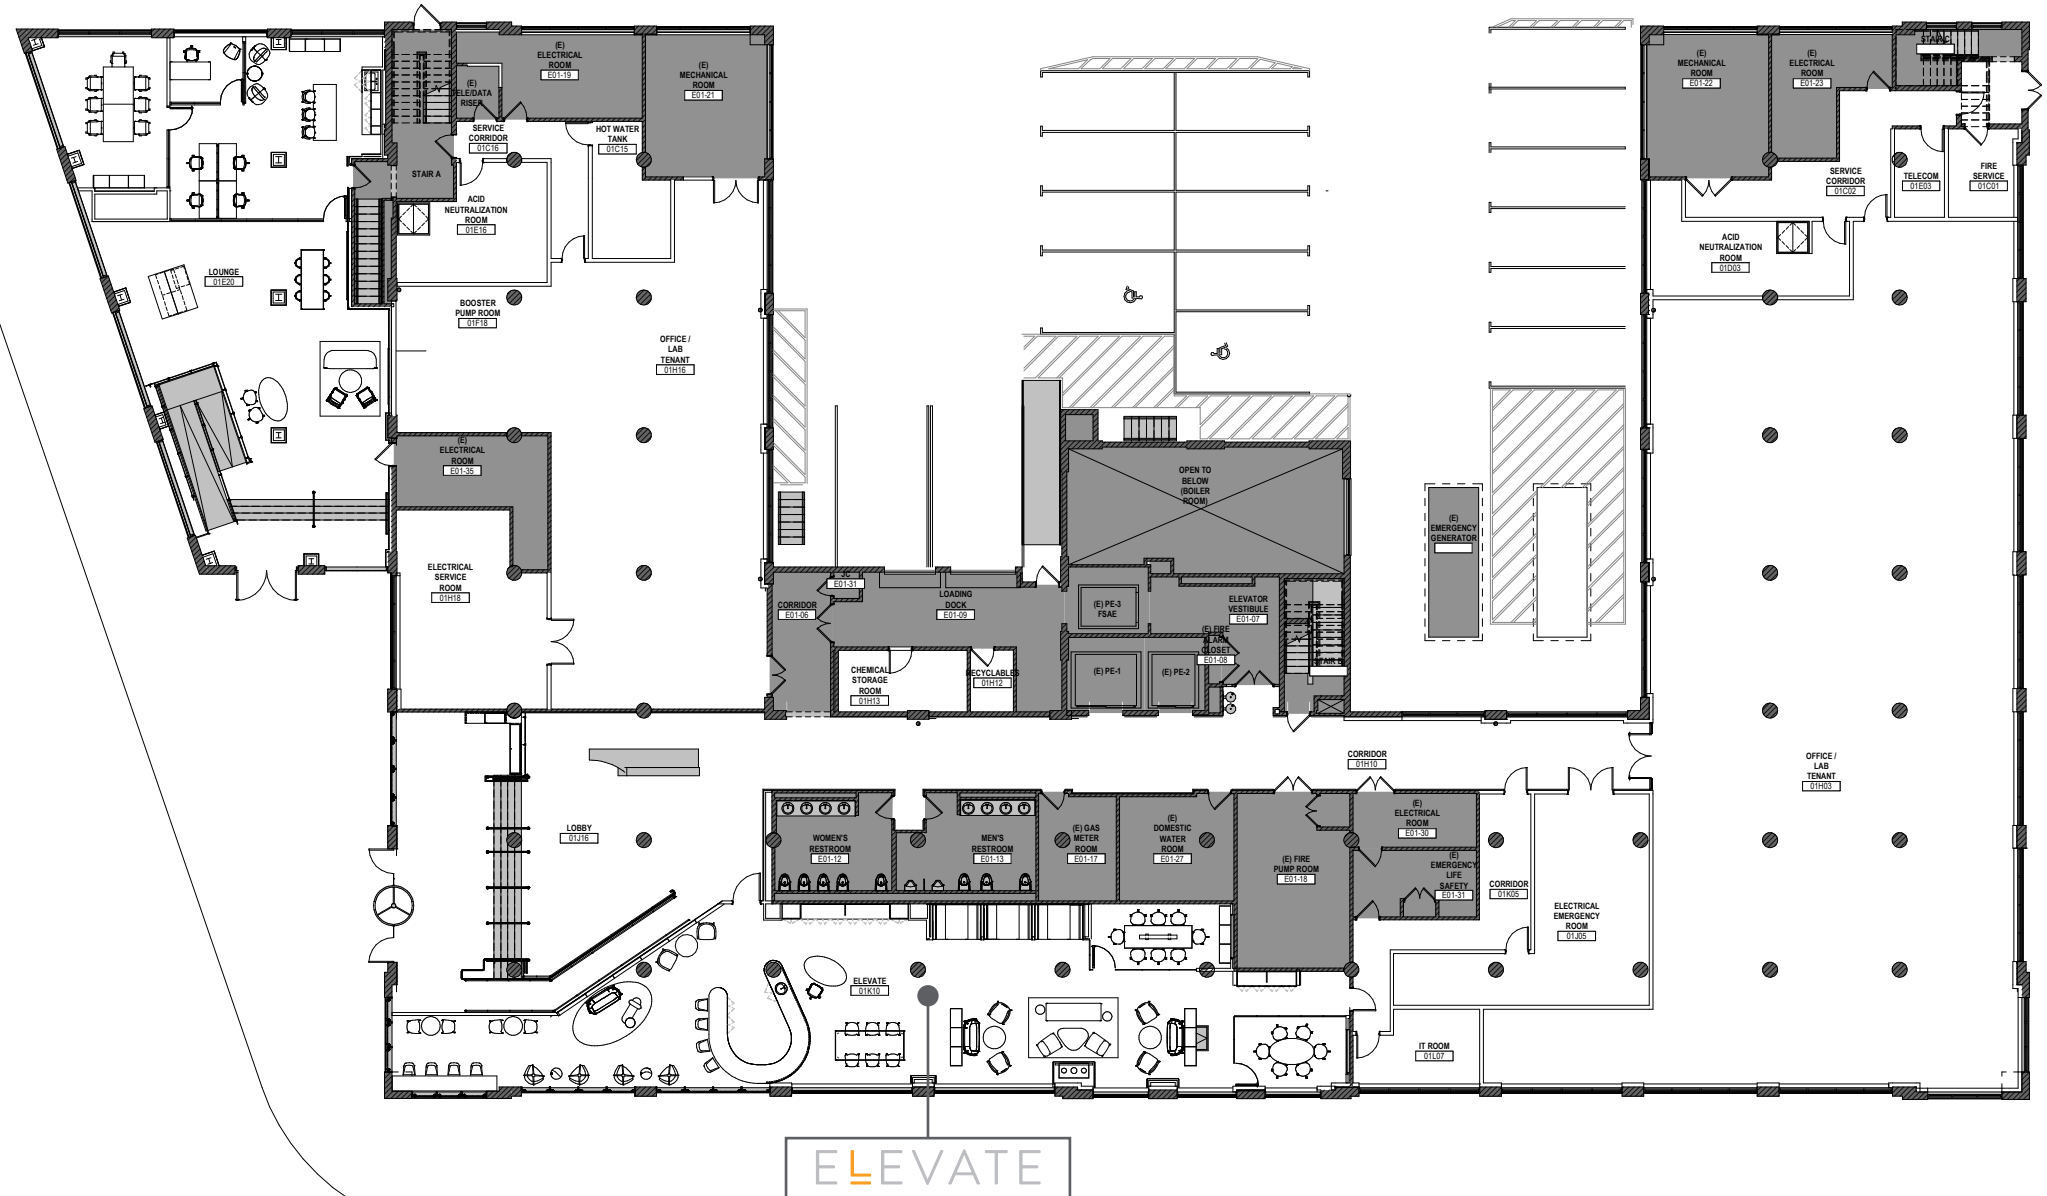 (E)
ELECTRICAL
ROOM
E01-19
(E)
MECHANICAL
ROOM
E01-21
(E)
TELE/DATA
RISER
SERVICE
CORRIDOR
01C16
HOT WATER
TANK
01C15
STAIR A
ACID
NEUTRALIZATION
ROOM
01E16
LOUNGE
01E20
BOOSTER
PUMP ROOM
01F18
OFFICE /
LAB
TENANT
01H16
(E)
ELECTRICAL
ROOM
E01-35
ELECTRICAL
SERVICE
ROOM
01H18
(E)
MECHANICAL
ROOM
E01-22
(E)
ELECTRICAL
ROOM
E01-23
STAIR C
SERVICE
CORRIDOR
01C02
TELECOM
01E03
FIRE
SERVICE
01C01
ACID
NEUTRALIZATION
ROOM
01D03
OPEN TO
BELOW
(BOILER
ROOM)
(E)
EMERGENCY
GENERATOR
JC
E01-31
CORRIDOR
E01-06
LOADING
DOCK
E01-09
(E) PE-3
FSAE
ELEVATOR
VESTIBULE
E01-07
(E) FIRE
ALARM
CLOSET
E01-08
STAIR B
CHEMICAL
STORAGE
ROOM
01H13
RECYCLABLES
01H12
(E) PE-1
(E) PE-2
CORRIDOR
01H10
OFFICE /
LAB
TENANT
01H03
LOBBY
01J16
WOMEN'S
RESTROOM
E01-12
MEN'S
RESTROOM
E01-13
(E) GAS
METER
ROOM
E01-17
(E)
DOMESTIC
WATER
ROOM
E01-27
(E) FIRE
PUMP ROOM
E01-18
(E)
ELECTRICAL
ROOM
E01-30
(E)
EMERGENCY
LIFE
SAFETY
E01-31
CORRIDOR
01K05
ELECTRICAL
EMERGENCY
ROOM
01J05
ELEVATE
01K10
IT ROOM
01L07
ELEVATE